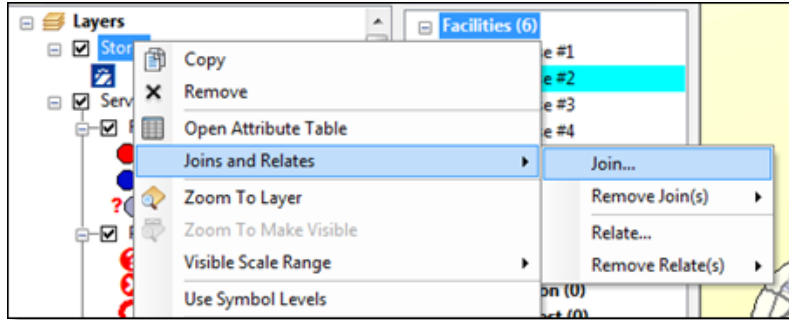 Layers
Facilities (6)
Stor
e #1
Copy
e #2
Remove
Serv
e #3
Open Attribute Table
e #4
Joins and Relates
Join...
Zoom To Layer
Remove Join(s)
Zoom To Make Visible
Relate...
Visible Scale Range
Remove Relate(s)
Use Symbol Levels
on (0)